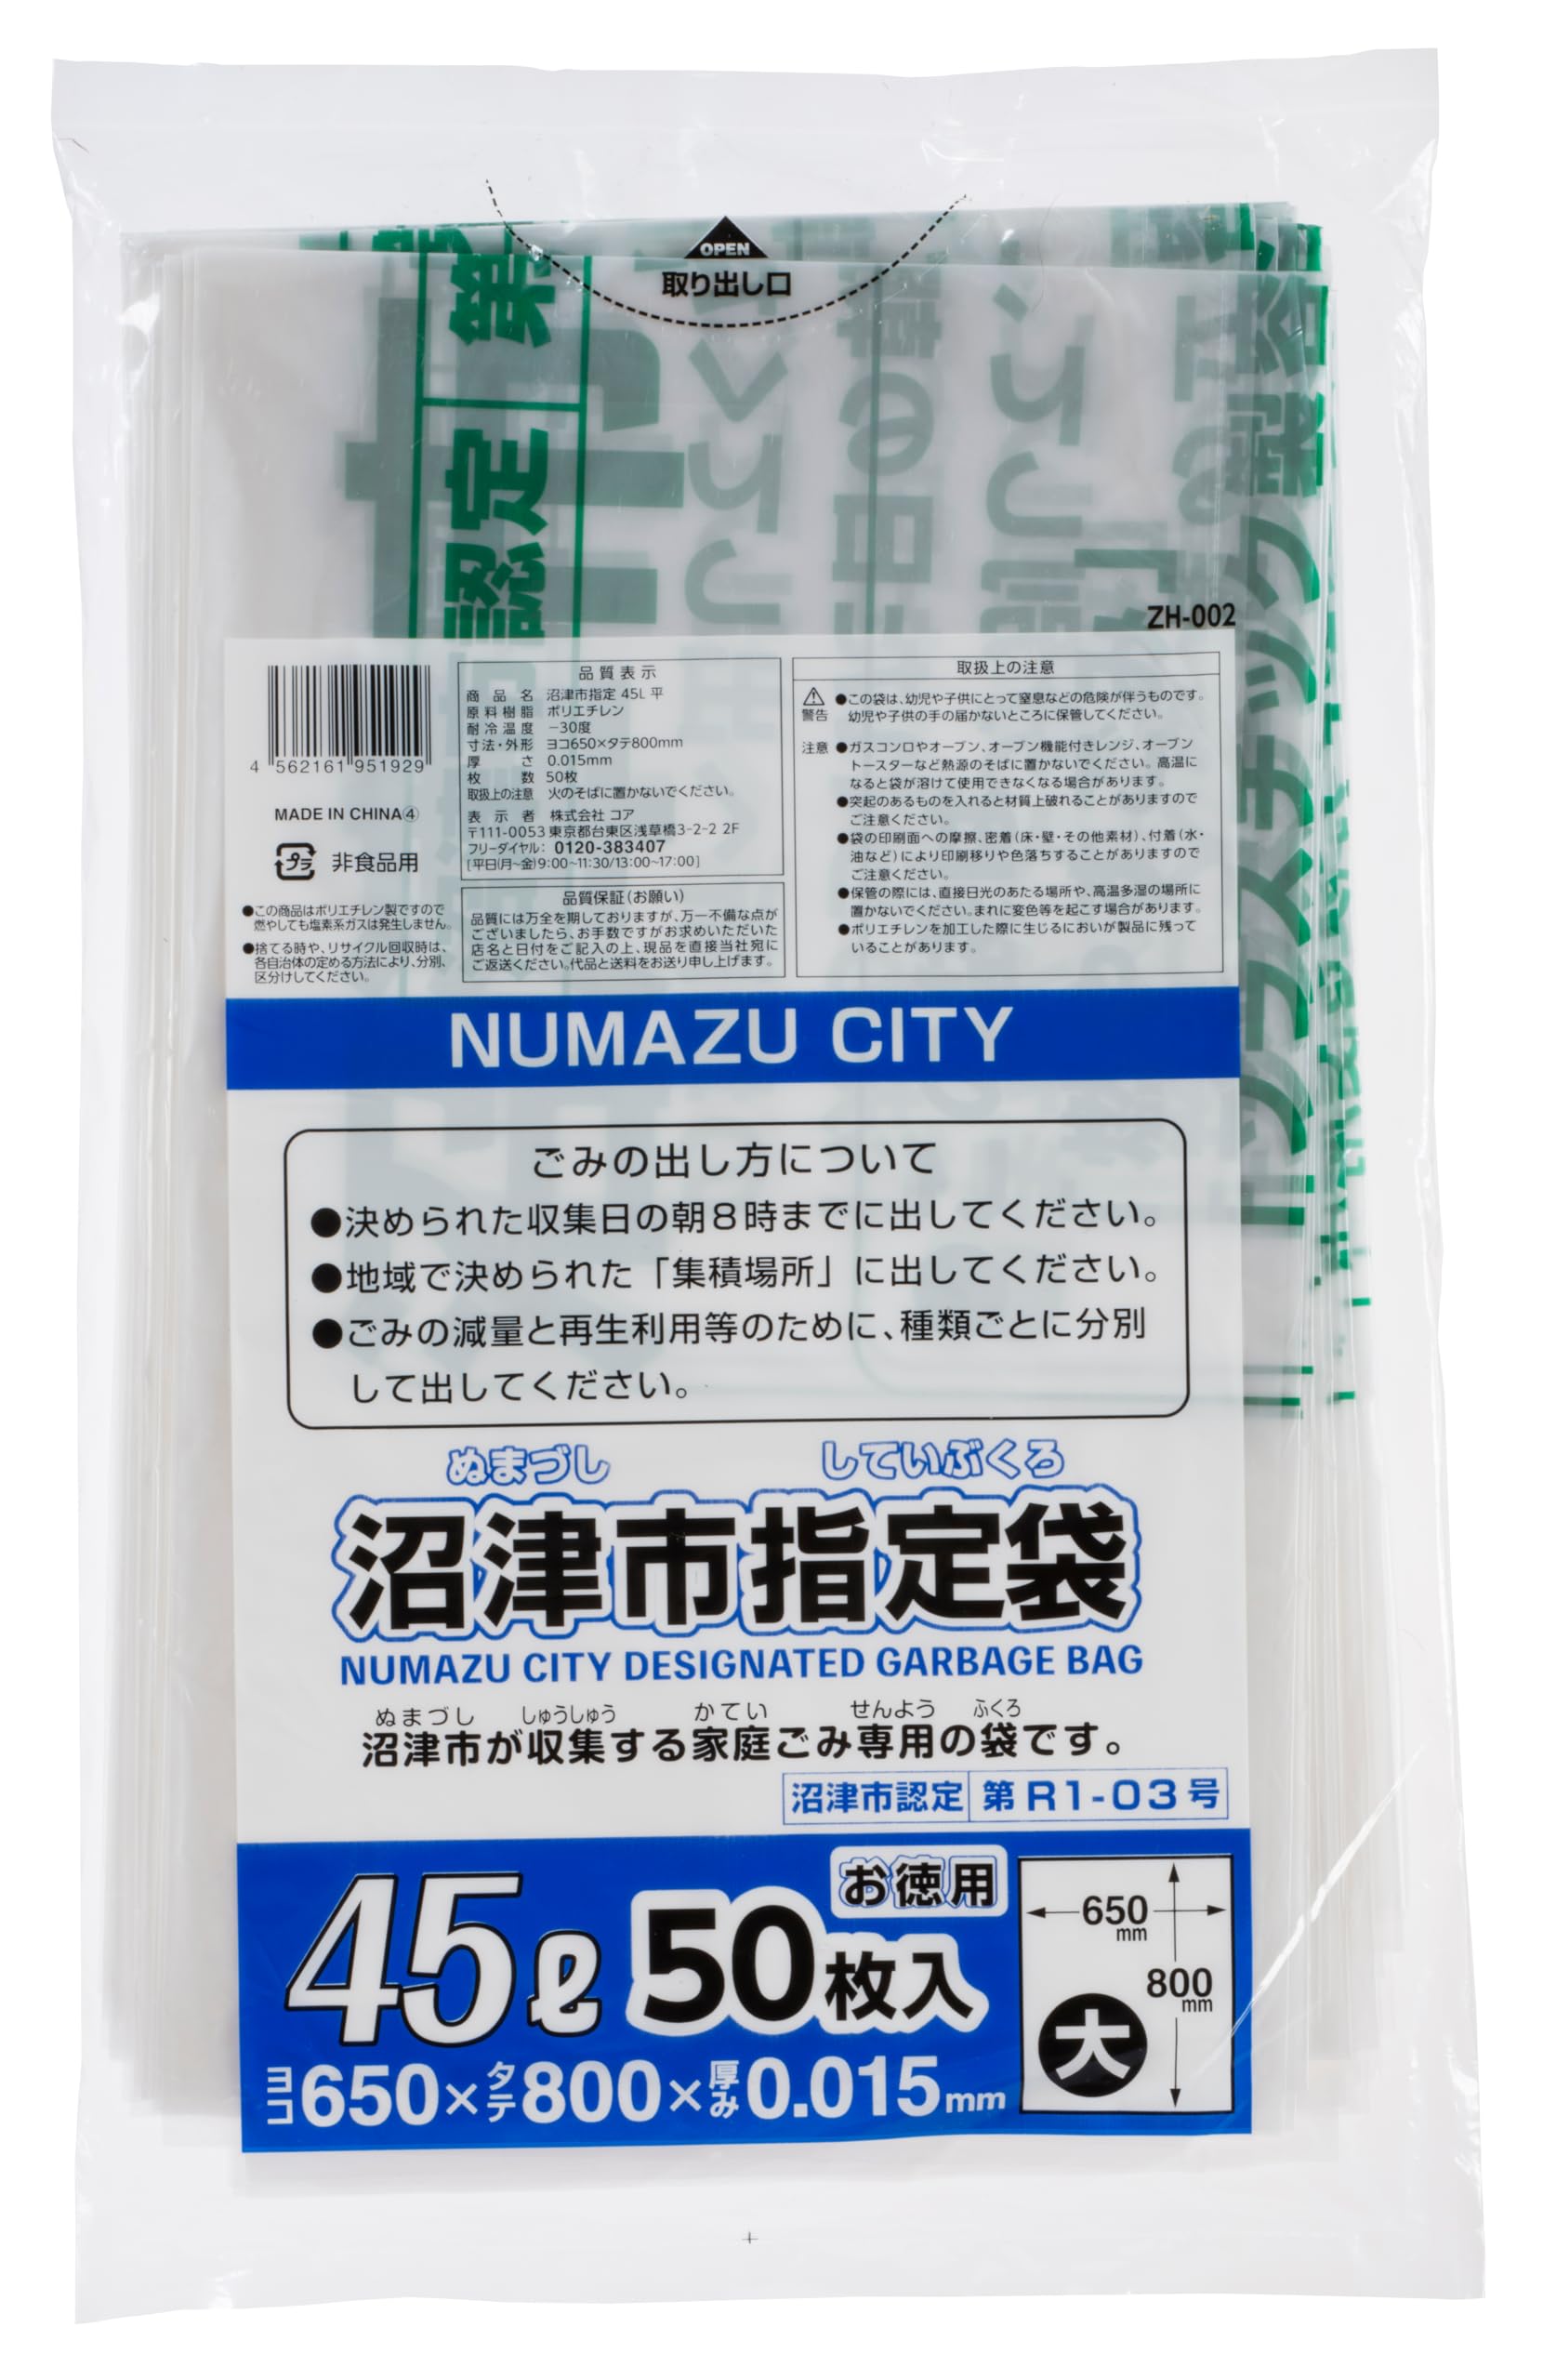 OPEN
取り出し口
第
認定
ZH-002
4 562161 951929
MADE IN CHINA④
プラ 非食品用
●この商品はポリエチレン製ですので
燃やしても塩素系ガスは発生しません。
●捨てる時や、リサイクル回収時は、
各自治体の定める方法により、分別、
区分けしてください。
品質表示
商品名 沼津市指定 45L 平
原料樹脂 ポリエチレン
耐冷温度 −30度
寸法・外形 ヨコ650×タテ800mm
厚さ 0.015mm
枚数 50枚
取扱上の注意 火のそばに置かないでください。
表示者 株式会社 コア
〒111-0053 東京都台東区浅草橋3-2-2 2F
フリーダイヤル: 0120-383407
[平日(月~金)9:00~11:30/13:00~17:00]
品質保証(お願い)
品質には万全を期しておりますが、万一不備な点が
ございましたら、お手数ですがお求めいただいた
店名と日付をご記入の上、現品を直接当社宛に
ご返送ください。代品と送料をお送り申し上げます。
取扱上の注意
警告 ●この袋は、幼児や子供にとって窒息などの危険が伴うものです。
幼児や子供の手の届かないところに保管してください。
注意 ●ガスコンロやオーブン、オーブン機能付きレンジ、オーブン
トースターなど熱源のそばに置かないでください。高温に
なると袋が溶けて使用できなくなる場合があります。
●突起のあるものを入れると材質上破れることがありますので
ご注意ください。
●袋の印刷面への摩擦、密着(床・壁・その他素材)、付着(水・
油など)により印刷移りや色落ちすることがありますので
ご注意ください。
●保管の際には、直接日光のあたる場所や、高温多湿の場所に
置かないでください。まれに変色等を起こす場合があります。
●ポリエチレンを加工した際に生じるにおいが製品に残って
いることがあります。
NUMAZU CITY
ごみの出し方について
●決められた収集日の朝8時までに出してください。
●地域で決められた「集積場所」に出してください。
●ごみの減量と再生利用等のために、種類ごとに分別
して出してください。
ぬまづし していぶくろ
沼津市指定袋
NUMAZU CITY DESIGNATED GARBAGE BAG
ぬまづし しゅうしゅう かてい せんよう ふくろ
沼津市が収集する家庭ごみ専用の袋です。
沼津市認定 第R1-03号
お徳用
45ℓ 50枚入
ヨコ650×タテ800×厚み0.015mm
650mm
800mm
大